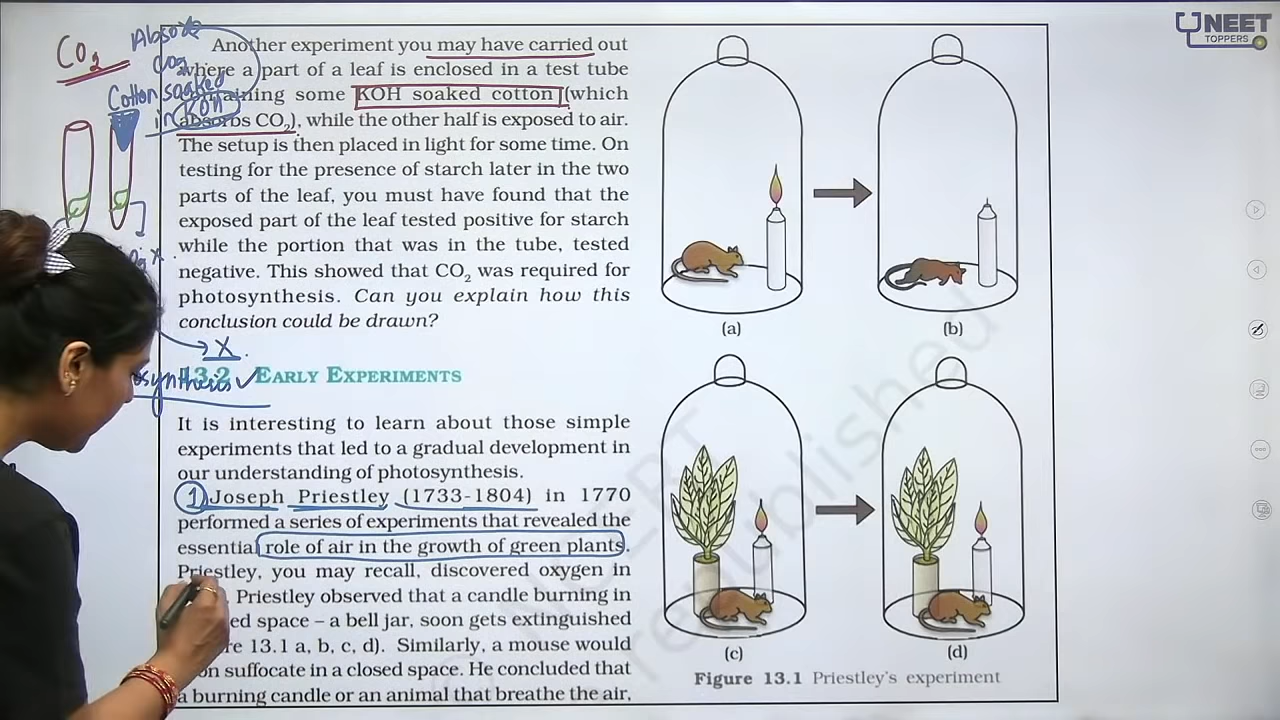 CO2
Absorb
CO2
Cotton soaked
in KOH
x
X
osynthesis ✓
NEET
TOPPERS
Another experiment you may have carried out
where a part of a leaf is enclosed in a test tube
containing some KOH soaked cotton (which
absorbs CO2), while the other half is exposed to air.
The setup is then placed in light for some time. On
testing for the presence of starch later in the two
parts of the leaf, you must have found that the
exposed part of the leaf tested positive for starch
while the portion that was in the tube, tested
negative. This showed that CO2 was required for
photosynthesis. Can you explain how this
conclusion could be drawn?
13.2 EARLY EXPERIMENTS
It is interesting to learn about those simple
experiments that led to a gradual development in
our understanding of photosynthesis.
1 Joseph Priestley (1733-1804) in 1770
performed a series of experiments that revealed the
essential role of air in the growth of green plants.
Priestley, you may recall, discovered oxygen in
Priestley observed that a candle burning in
ed space – a bell jar, soon gets extinguished
re 13.1 a, b, c, d). Similarly, a mouse would
on suffocate in a closed space. He concluded that
a burning candle or an animal that breathe the air,
(a)
(b)
(c)
(d)
Figure 13.1 Priestley's experiment
NCERT
republished